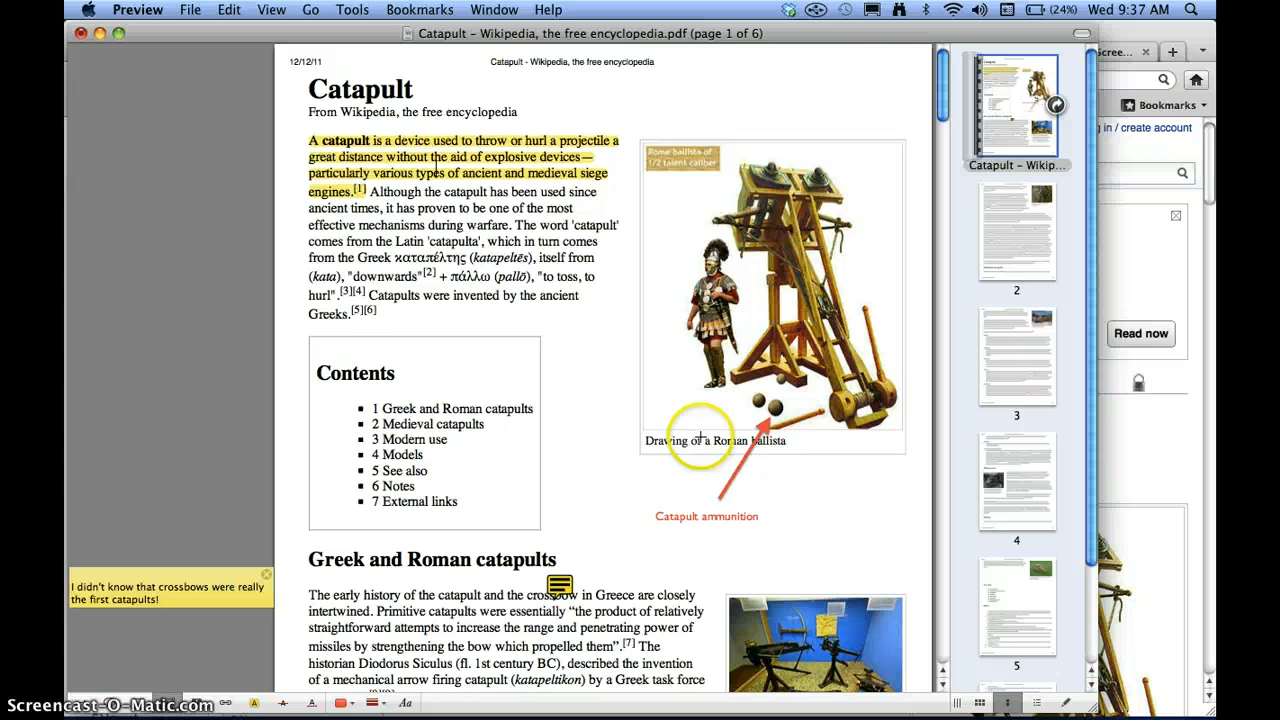 Preview File Edit View Go Tools Bookmarks Window Help
(24%) Wed 9:37 AM
Catapult - Wikipedia, the free encyclopedia.pdf (page 1 of 6)
12/12/11
Catapult - Wikipedia, the free encyclopedia
Catapult
From Wikipedia, the free encyclopedia
A catapult is a device used to throw or hurl a projectile a
great distance without the aid of explosive devices—
particularly various types of ancient and medieval siege
engines.[1] Although the catapult has been used since
ancient times, it has proven to be one of the most
effective mechanisms during warfare. The word 'catapult'
comes from the Latin 'catapulta', which in turn comes
from the Greek καταπέλτης (katapeltēs), itself from
(kata), "downwards"[2] + πάλλω (pallō), "to toss, to
hurl".[3][4] Catapults were invented by the ancient
Greeks.[5][6]
Rome ballista of
1/2 talent caliber
Drawing of a Roman ballista
Catapult ammunition
Contents
1 Greek and Roman catapults
2 Medieval catapults
3 Modern use
4 Models
5 See also
6 Notes
7 External links
Greek and Roman catapults
I didn't know that crossbows were really
the first catapults!
The early history of the catapult and the crossbow in Greece are closely
intertwined. Primitive catapults were essentially “the product of relatively
straightforward attempts to increase the range and penetrating power of
missiles by strengthening the bow which propelled them”.[7] The
historian Diodorus Siculus (fl. 1st century BC), described the invention
of a mechanical arrow firing catapult (katapeltikon) by a Greek task force
Catapult - Wikip...
2
3
4
5
Scree...
Bookmarks
in / create account
Read now
Aa
Screencast-O-Matic.com